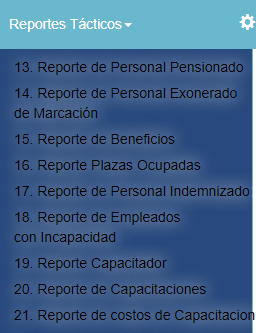 Reportes Tácticos
13. Reporte de Personal Pensionado
14. Reporte de Personal Exonerado
de Marcación
15. Reporte de Beneficios
16. Reporte Plazas Ocupadas
17. Reporte de Personal Indemnizado
18. Reporte de Empleados
con Incapacidad
19. Reporte Capacitador
20. Reporte de Capacitaciones
21. Reporte de costos de Capacitacion